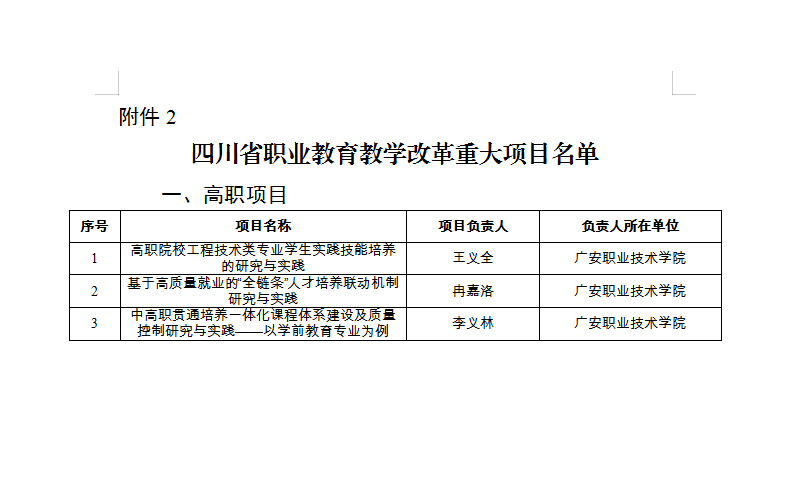 附件 2
四川省职业教育教学改革重大项目名单
一、高职项目
序号 项目名称 项目负责人 负责人所在单位
1 高职院校工程技术类专业学生实践技能培养 王义全 广安职业技术学院
的研究与实践
2 基于高质量就业的“全链条”人才培养联动机制 冉嘉洛 广安职业技术学院
研究与实践
3 中高职贯通培养一体化课程体系建设及质量 李义林 广安职业技术学院
控制研究与实践——以学前教育专业为例